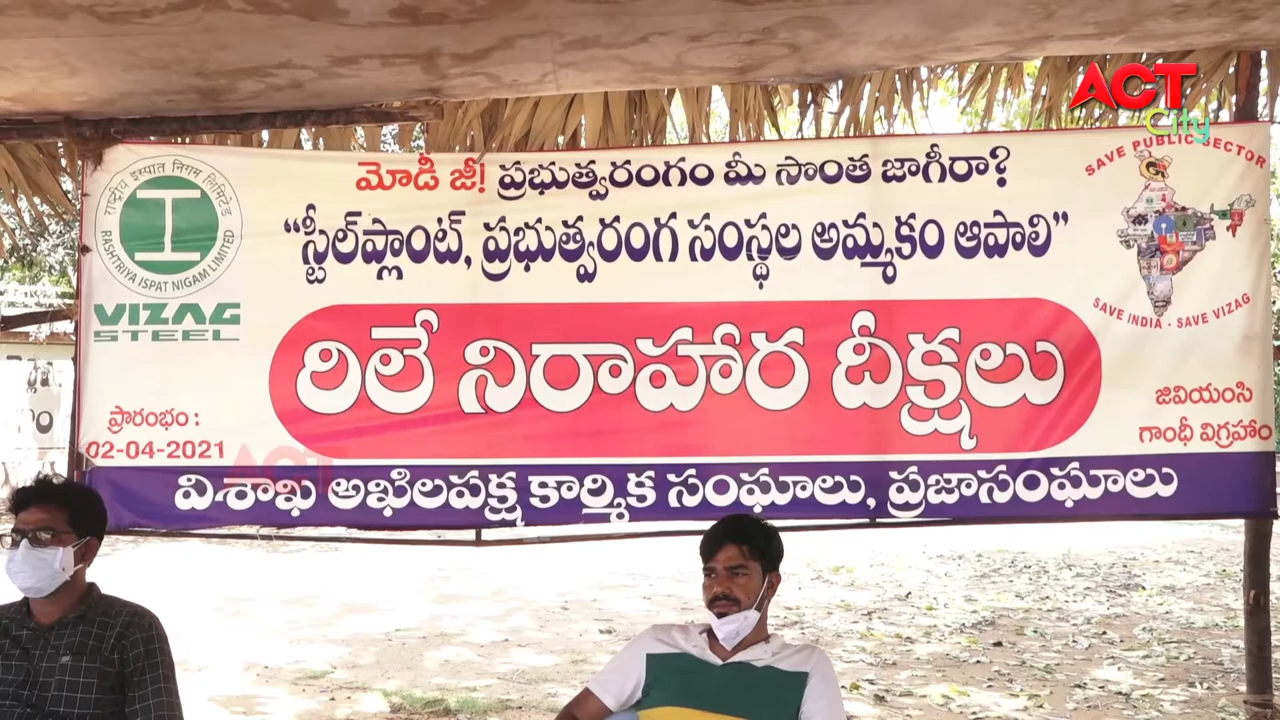 ACT
City
మోడీ జీ! ప్రభుత్వరంగం మీ సొంత జాగీరా?
“స్టీల్‌ప్లాంట్, ప్రభుత్వరంగ సంస్థల అమ్మకం ఆపాలి”
రిలే నిరాహార దీక్షలు
राष्ट्रीय इस्पात निगम लिमिटेड
RASHTRIYA ISPAT NIGAM LIMITED
VIZAG
STEEL
ప్రారంభం :
02-04-2021
SAVE PUBLIC SECTOR
SAVE INDIA · SAVE VIZAG
జివియంసి
గాంధీ విగ్రహాం
ACT
విశాఖ అఖిలపక్ష కార్మిక సంఘాలు, ప్రజాసంఘాలు